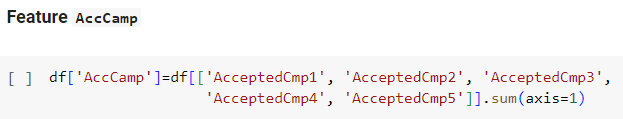 Feature AccCamp
[ ] df['AccCamp']=df[['AcceptedCmp1', 'AcceptedCmp2', 'AcceptedCmp3',
'AcceptedCmp4', 'AcceptedCmp5']].sum(axis=1)